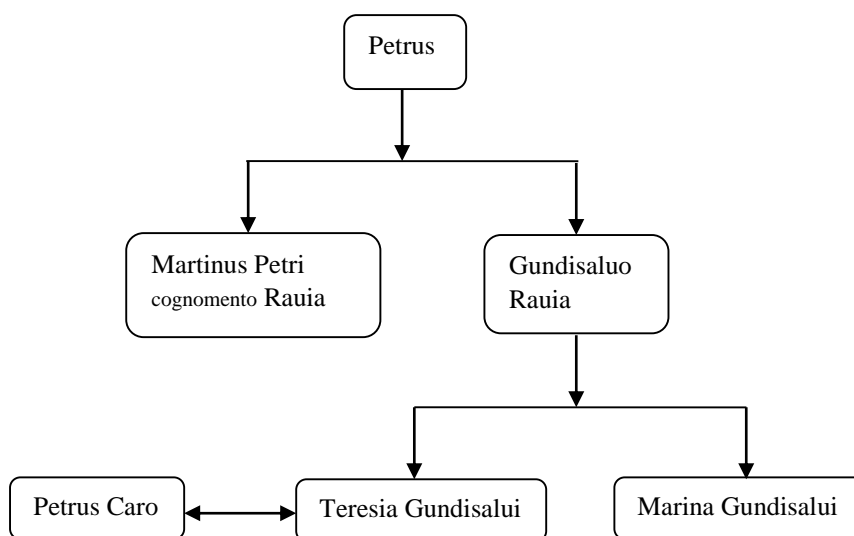 Petrus
Martinus Petri
cognomento Rauia
Gundisaluo
Rauia
Petrus Caro
Teresia Gundisalui
Marina Gundisalui